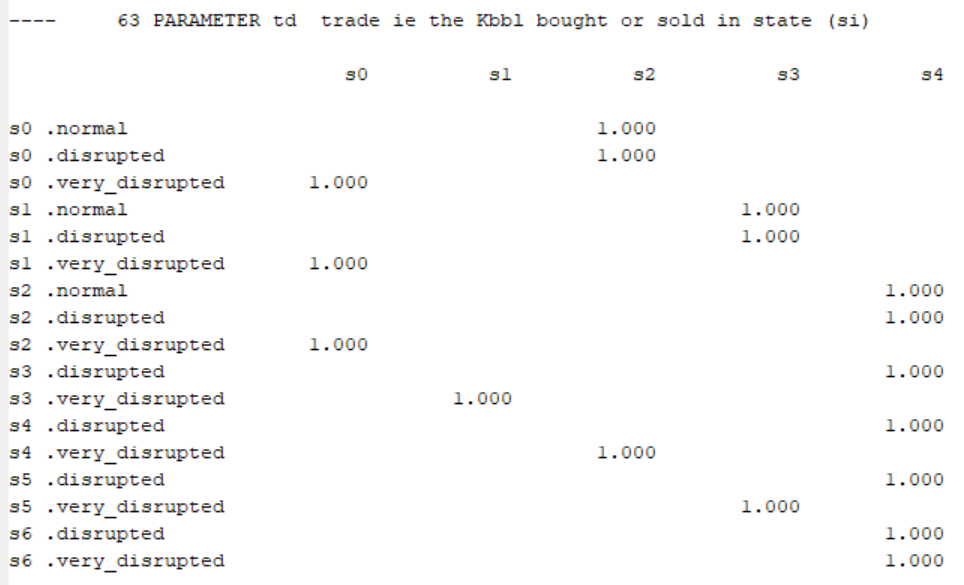 ----      63 PARAMETER td  trade ie the Kbbl bought or sold in state (si)
                         s0          s1          s2          s3          s4
s0 .normal                                    1.000
s0 .disrupted                                 1.000
s0 .very_disrupted       1.000
s1 .normal                                                1.000
s1 .disrupted                                             1.000
s1 .very_disrupted       1.000
s2 .normal                                                            1.000
s2 .disrupted                                                         1.000
s2 .very_disrupted       1.000
s3 .disrupted                                                         1.000
s3 .very_disrupted                   1.000
s4 .disrupted                                                         1.000
s4 .very_disrupted                            1.000
s5 .disrupted                                                         1.000
s5 .very_disrupted                                        1.000
s6 .disrupted                                                         1.000
s6 .very_disrupted                                                    1.000